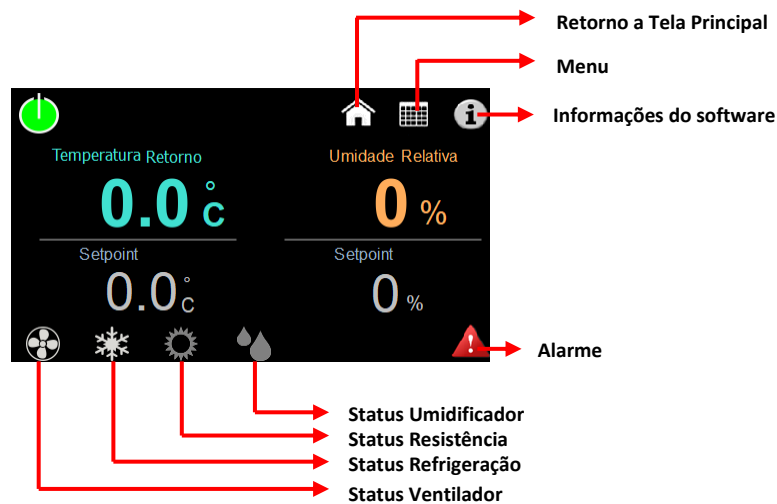 Retorno a Tela Principal
Menu
Informações do software
Temperatura Retorno
Umidade Relativa
0.0 °C
0 %
Setpoint
Setpoint
0.0 °C
0 %
Alarme
Status Umidificador
Status Resistência
Status Refrigeração
Status Ventilador